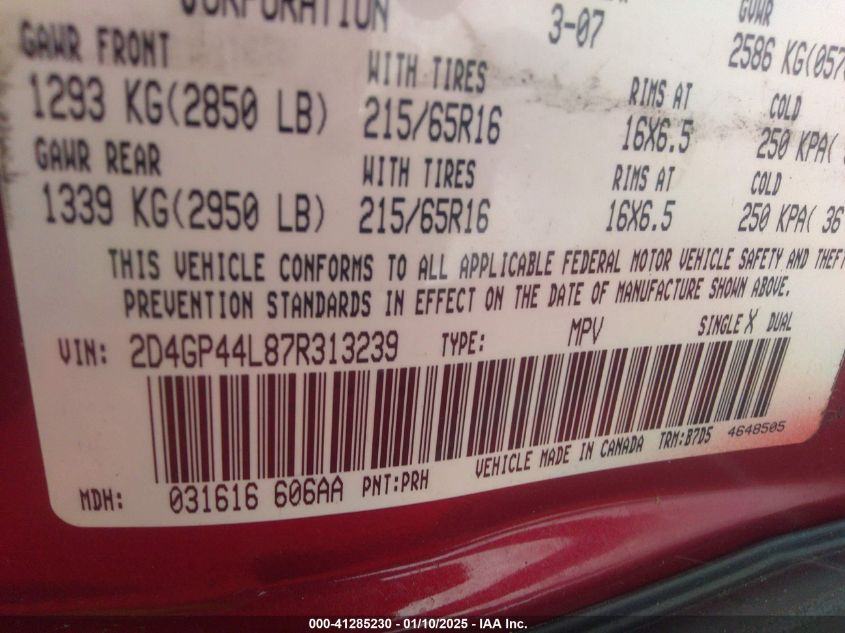 CORPORATION
3-07
GVWR
2586 KG(057
GAWR FRONT
WITH TIRES
RIMS AT
COLD
1293 KG(2850 LB)
215/65R16
16X6.5
250 KPA(
GAWR REAR
WITH TIRES
RIMS AT
COLD
1339 KG(2950 LB)
215/65R16
16X6.5
250 KPA( 36
THIS VEHICLE CONFORMS TO ALL APPLICABLE FEDERAL MOTOR VEHICLE SAFETY AND THEFT
PREVENTION STANDARDS IN EFFECT ON THE DATE OF MANUFACTURE SHOWN ABOVE.
VIN: 2D4GP44L87R313239 TYPE: MPV SINGLE X DUAL
MDH: 031616 606AA PNT:PRH VEHICLE MADE IN CANADA TRM:B7D5 4648505
000-41285230 - 01/10/2025 - IAA Inc.